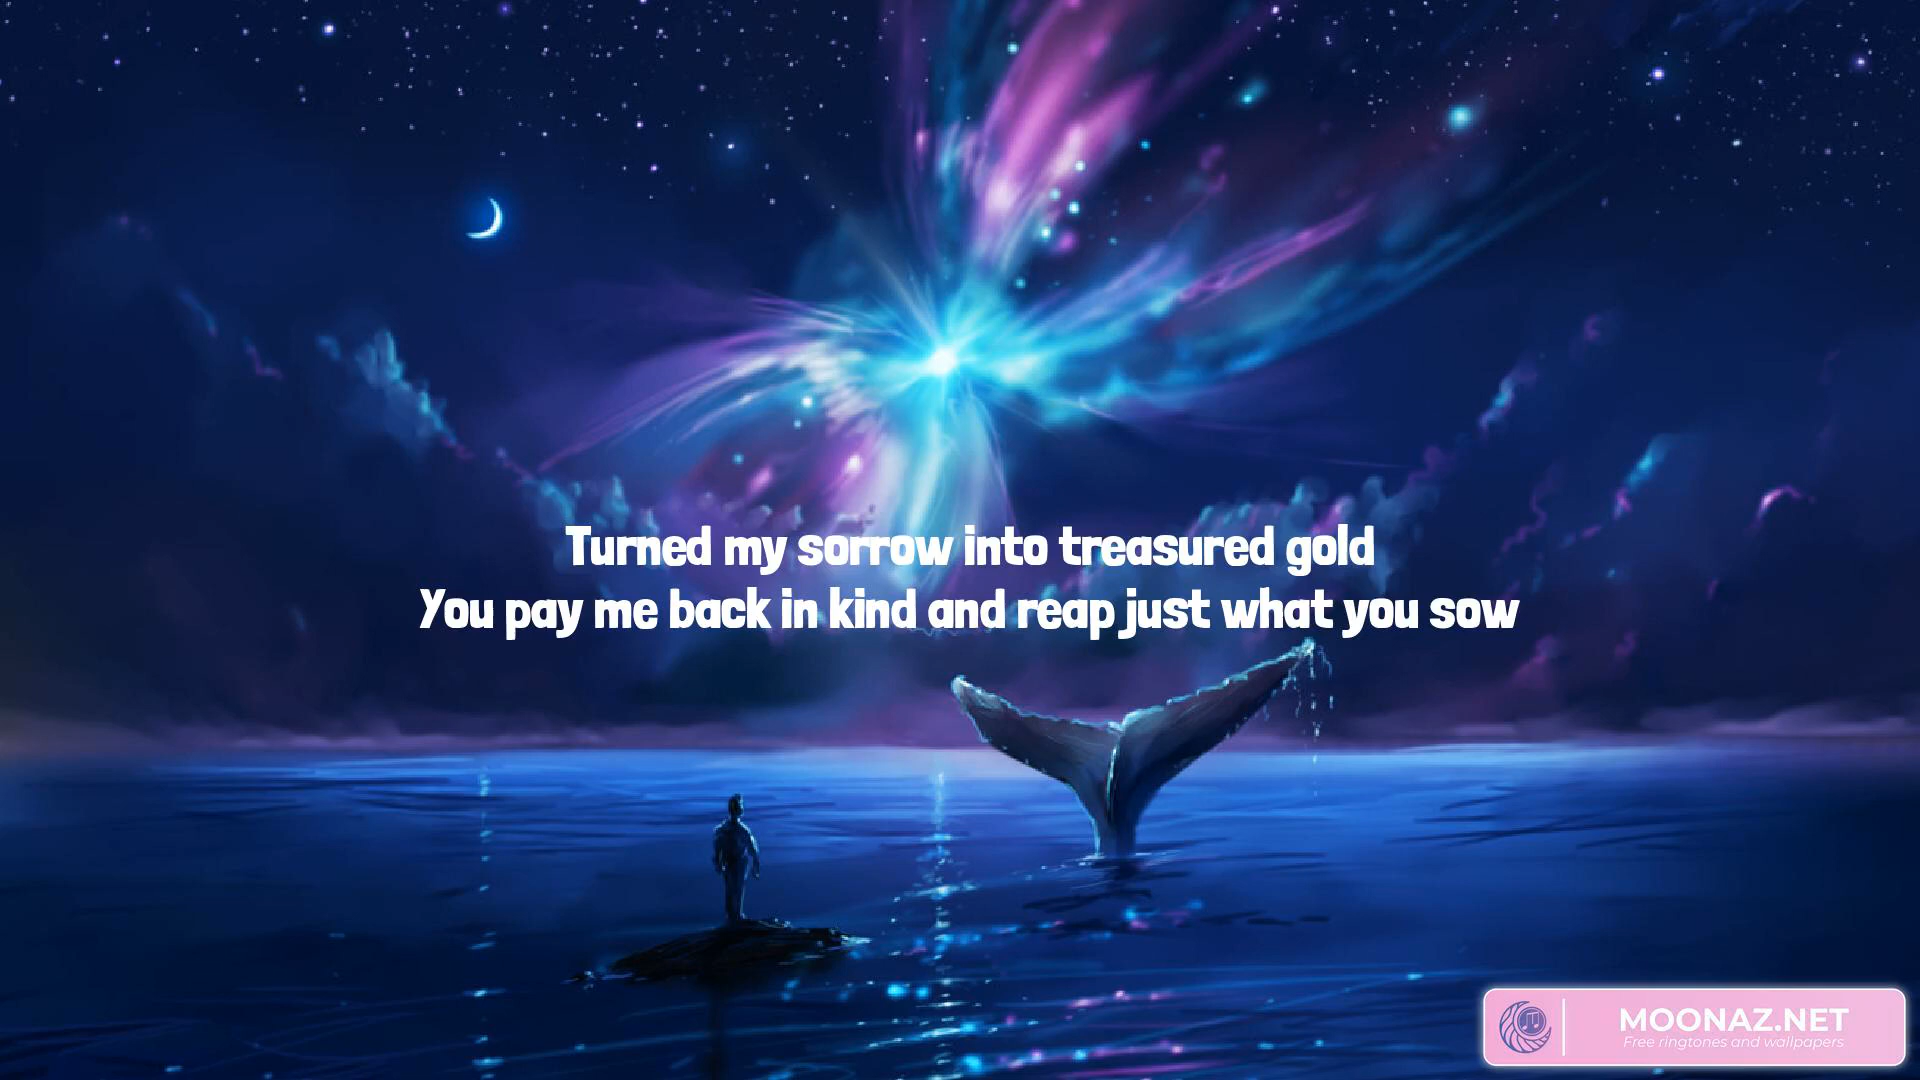 Turned my sorrow into treasured gold
You pay me back in kind and reap just what you sow
MOONAZ.NET
Free ringtones and wallpapers